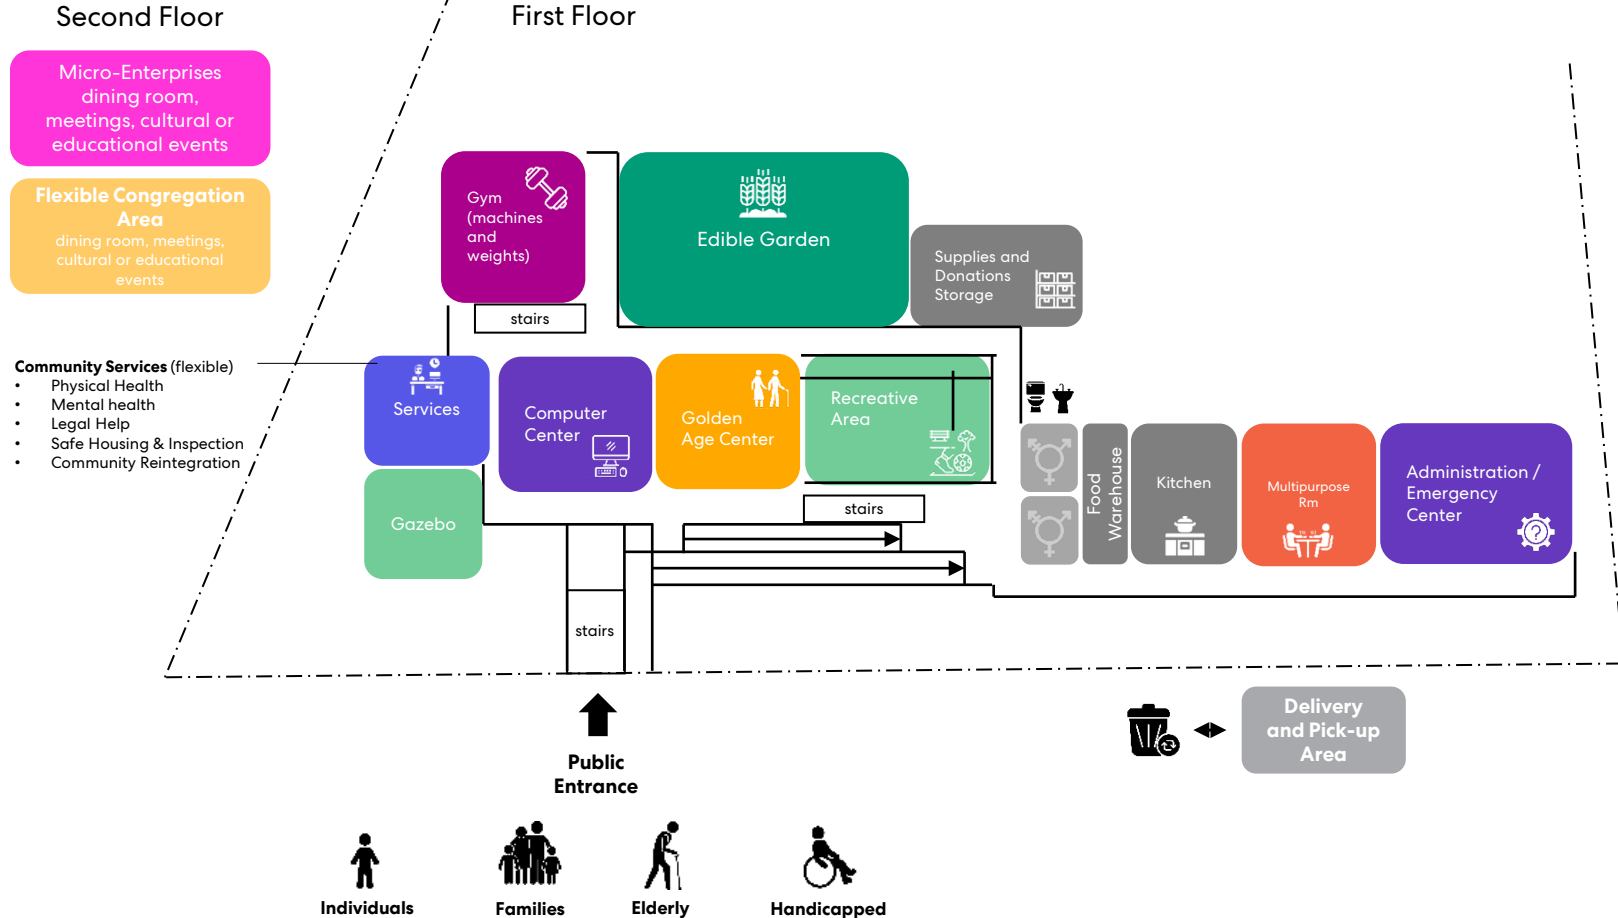 Second Floor
First Floor
Micro-Enterprises
dining room,
meetings, cultural or
educational events
Flexible Congregation
Area
dining room, meetings,
cultural or educational
events
Gym
(machines
and
weights)
Edible Garden
Supplies and
Donations
Storage
stairs
Community Services (flexible)
• Physical Health
• Mental health
• Legal Help
• Safe Housing & Inspection
• Community Reintegration
Services
Computer
Center
Golden
Age Center
Recreative
Area
Gazebo
stairs
Food
Warehouse
Kitchen
Multipurpose
Rm
Administration /
Emergency
Center
?
stairs
Public
Entrance
Delivery
and Pick-up
Area
Individuals
Families
Elderly
Handicapped